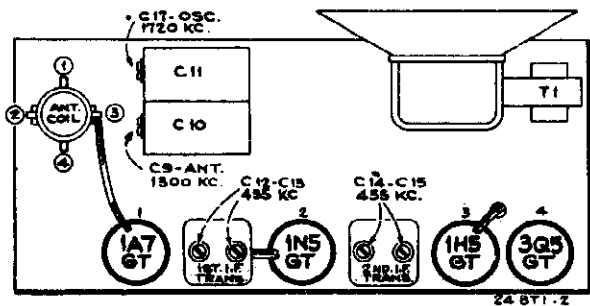 C17-OSC.
1720 KC.
C11
C10
T1
1
2
3
4
ANT.
COIL
C9-ANT.
1500 KC.
C12-C13
455 KC
C14-C15
455 KC.
1
2
3
4
1A7
GT
1ST. I.F.
TRANS.
1N5
GT
2ND. I.F.
TRANS.
1H5
GT
3Q5
GT
24 BT1-2